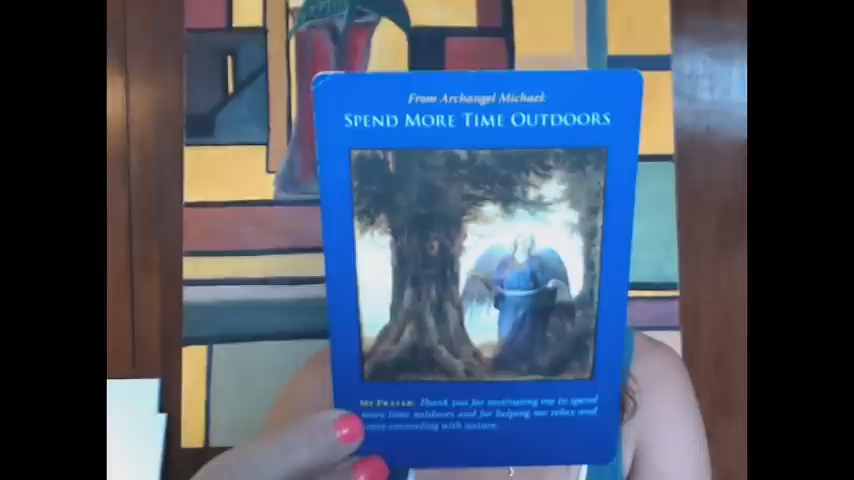 From Archangel Michael:
SPEND MORE TIME OUTDOORS
MY PRAYER: Thank you for motivating me to spend
more time outdoors and for helping me relax and
enjoy connecting with nature.